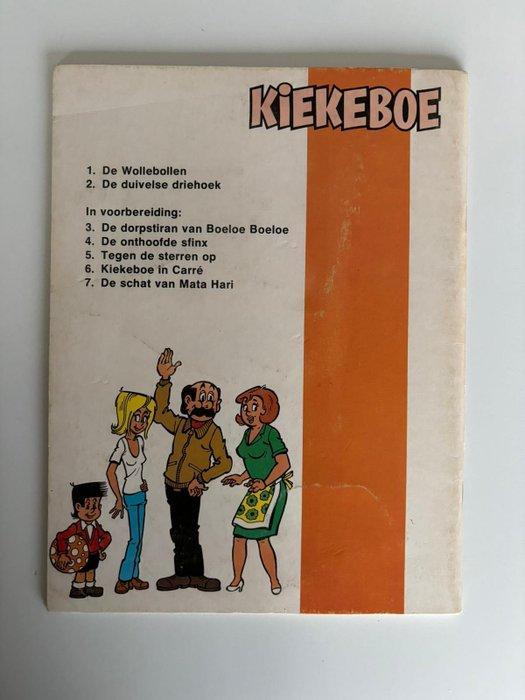 KiEKEBOE
1. De Wollebollen
2. De duivelse driehoek
In voorbereiding:
3. De dorpstiran van Boeloe Boeloe
4. De onthoofde sfinx
5. Tegen de sterren op
6. Kiekeboe in Carré
7. De schat van Mata Hari